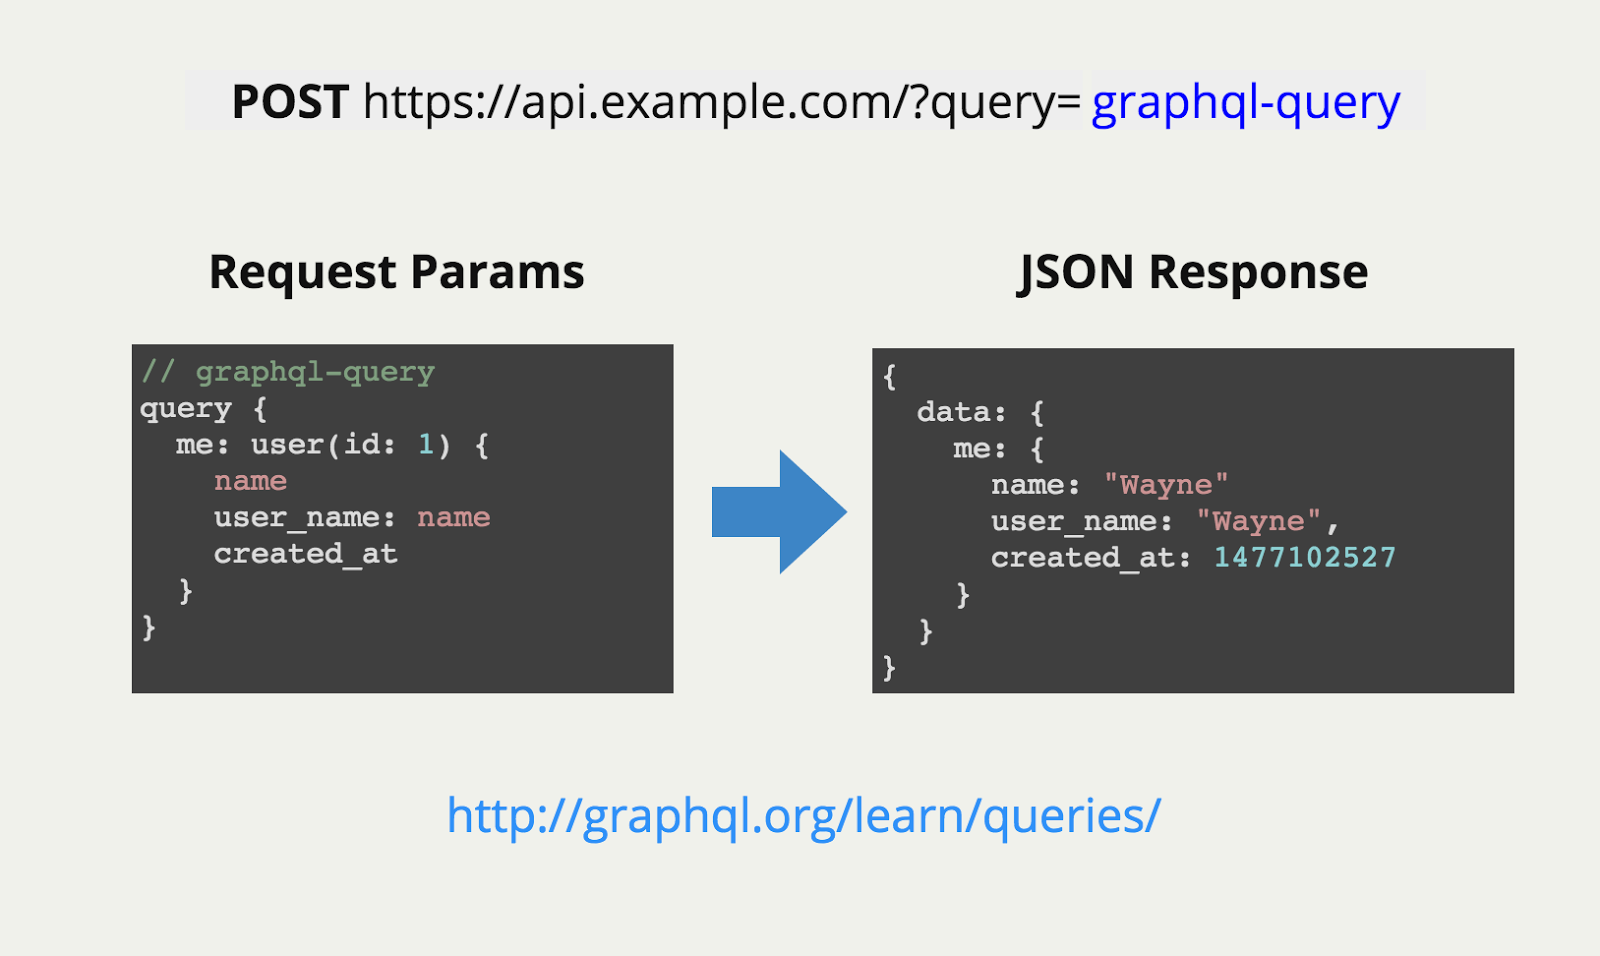 POST https://api.example.com/?query= graphql-query
Request Params
// graphql-query
query {
  me: user(id: 1) {
    name
    user_name: name
    created_at
  }
}
JSON Response
{
  data: {
    me: {
      name: "Wayne"
      user_name: "Wayne",
      created_at: 1477102527
    }
  }
}
http://graphql.org/learn/queries/